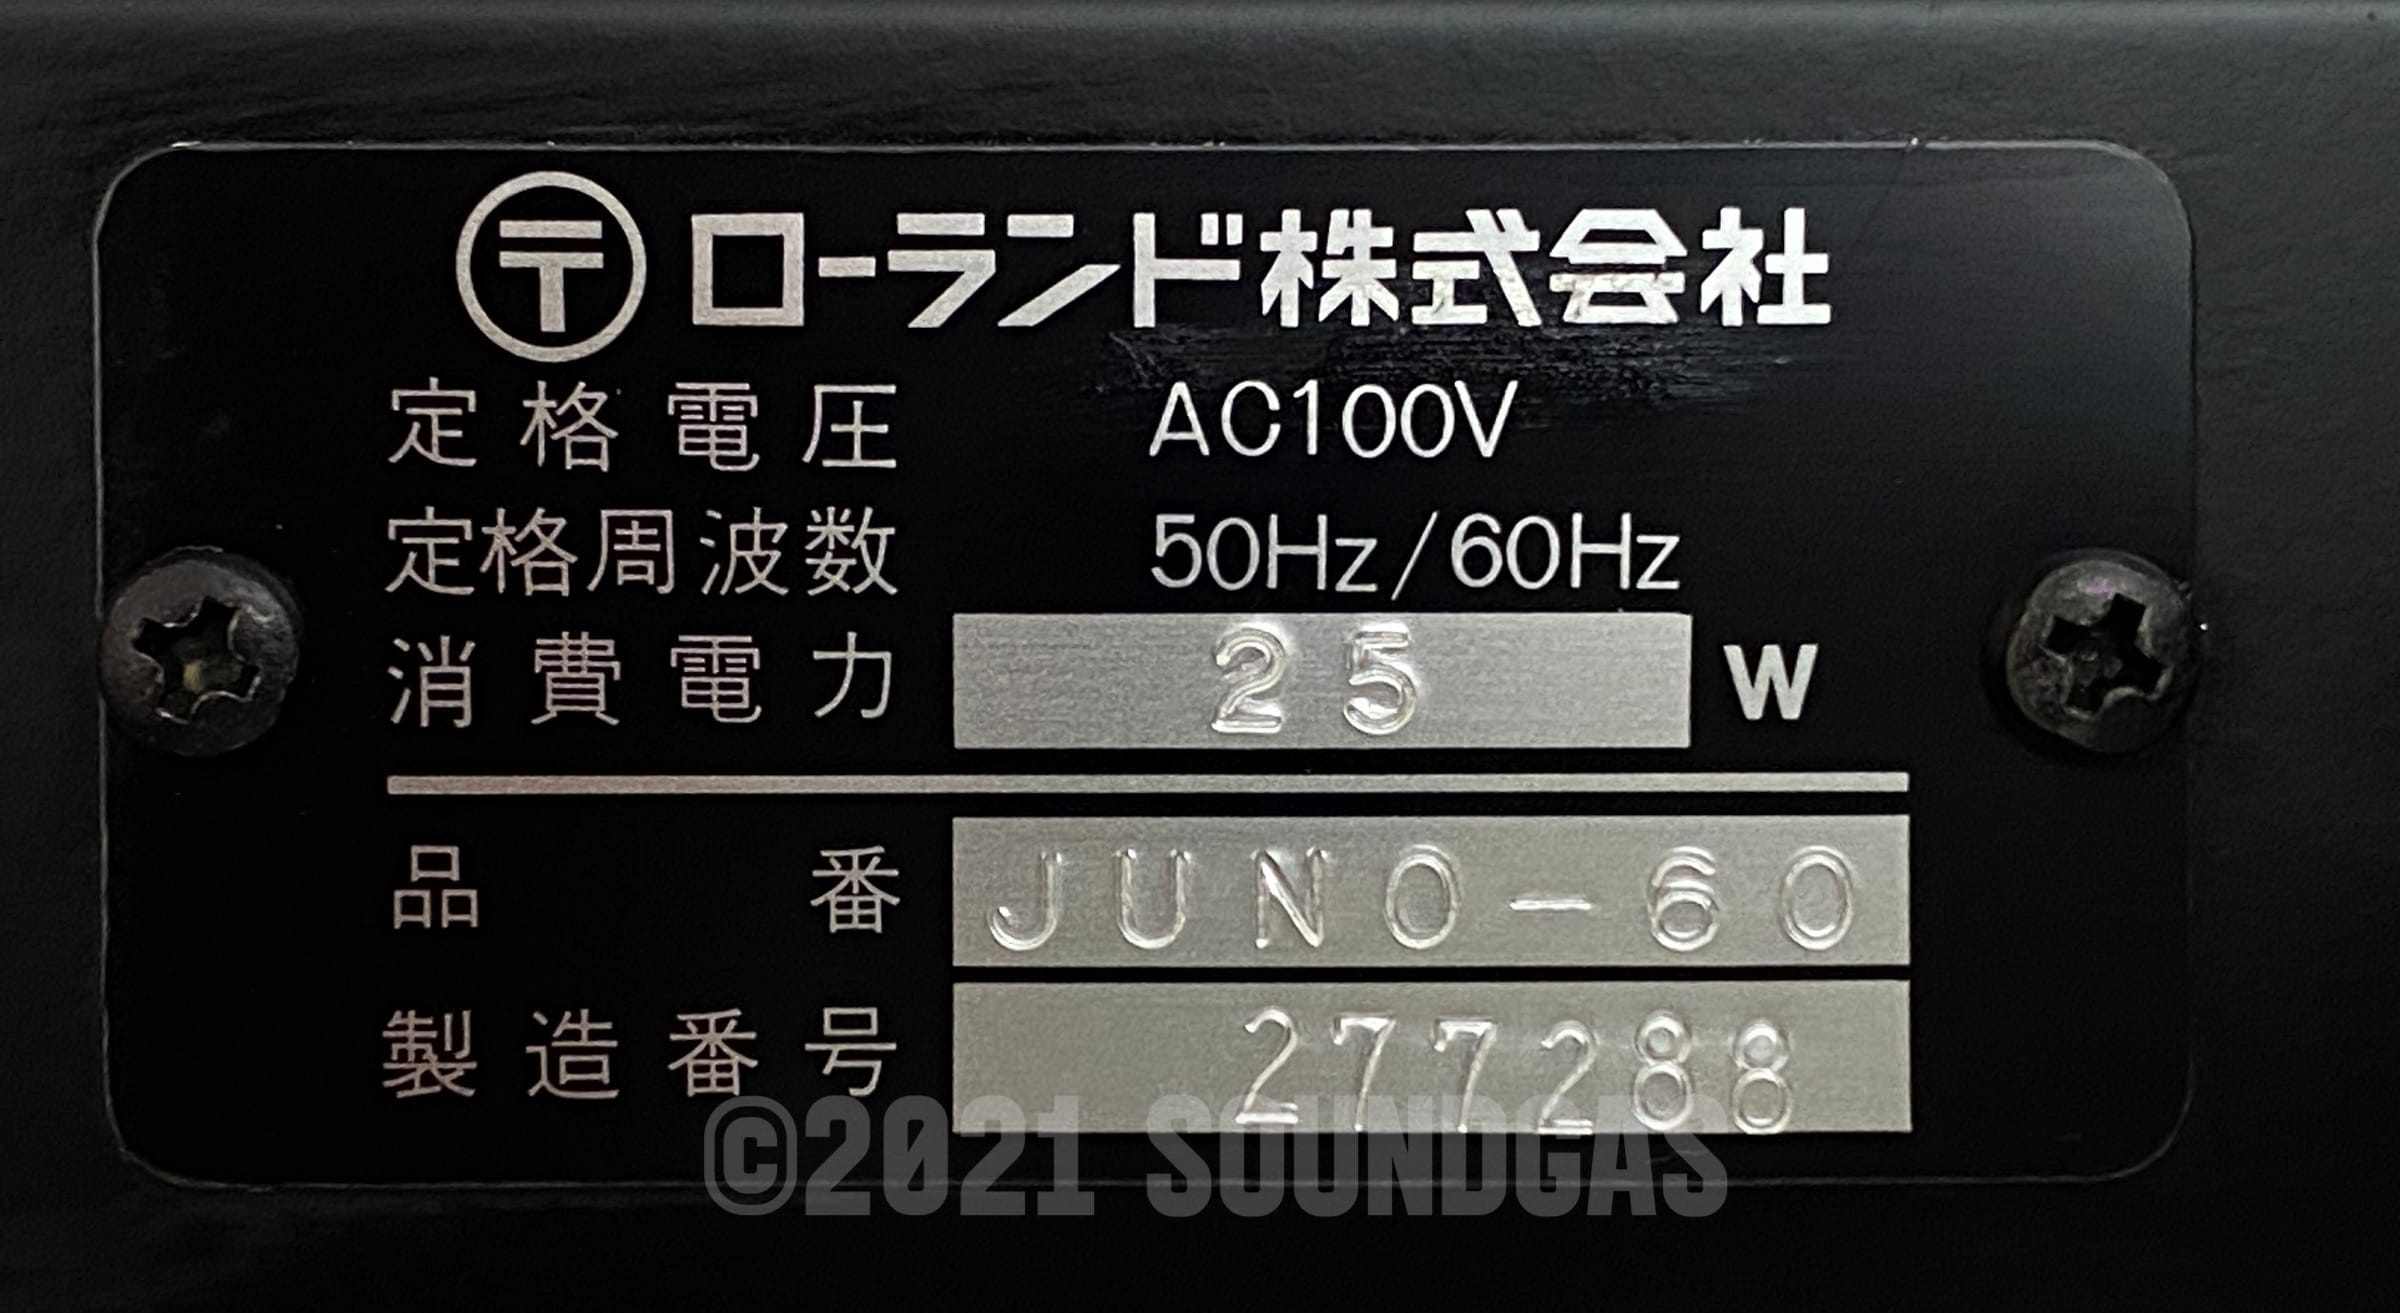 〒 ローランド株式会社
定格電圧 AC100V
定格周波数 50Hz/60Hz
消費電力 25 W
品番 JUNO-60
製造番号 277288
©2021 SOUNDGAS